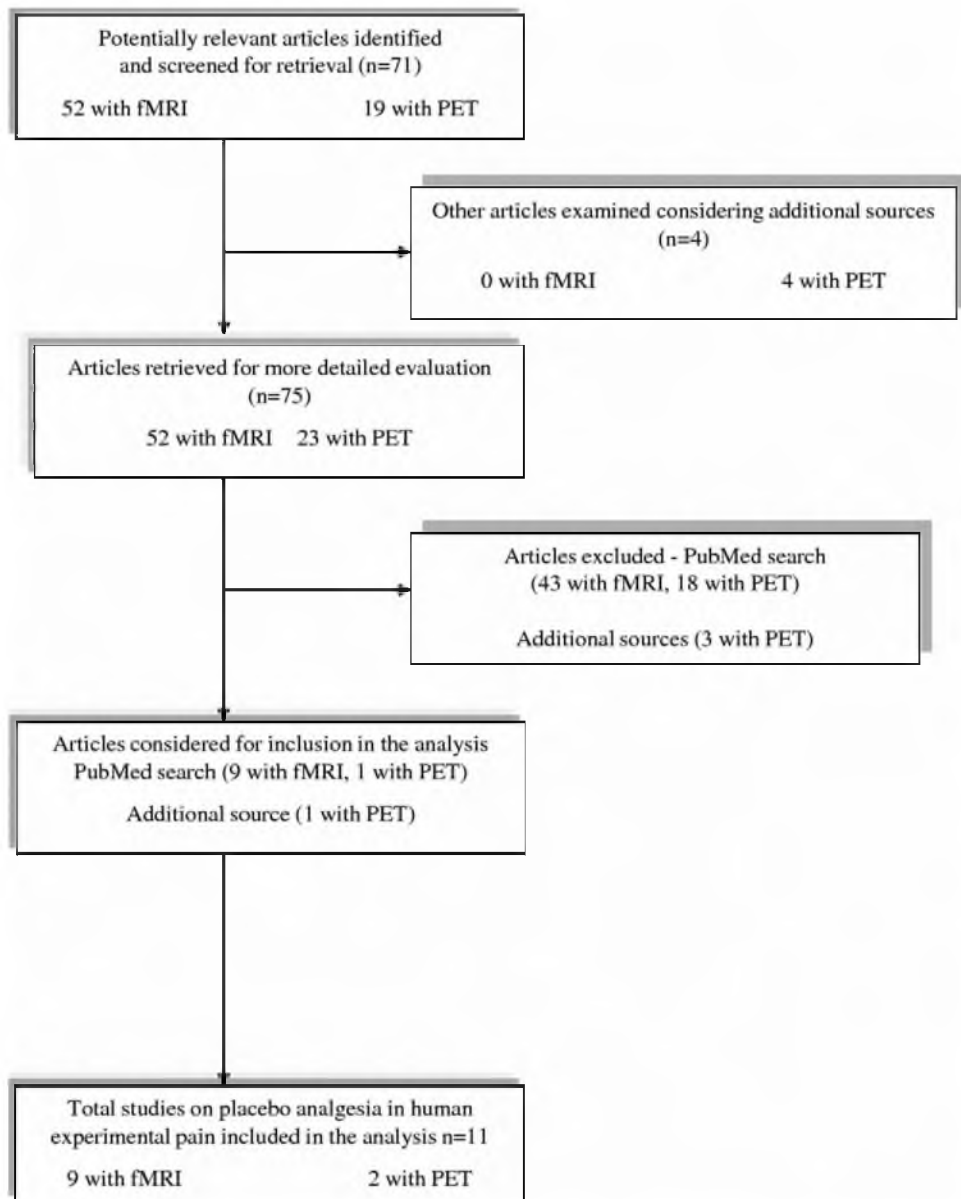 Potentially relevant articles identified
and screened for retrieval (n=71)
52 with fMRI 19 with PET
Other articles examined considering additional sources
(n=4)
0 with fMRI 4 with PET
Articles retrieved for more detailed evaluation
(n=75)
52 with fMRI 23 with PET
Articles excluded - PubMed search
(43 with fMRI, 18 with PET)
Additional sources (3 with PET)
Articles considered for inclusion in the analysis
PubMed search (9 with fMRI, 1 with PET)
Additional source (1 with PET)
Total studies on placebo analgesia in human
experimental pain included in the analysis n=11
9 with fMRI 2 with PET